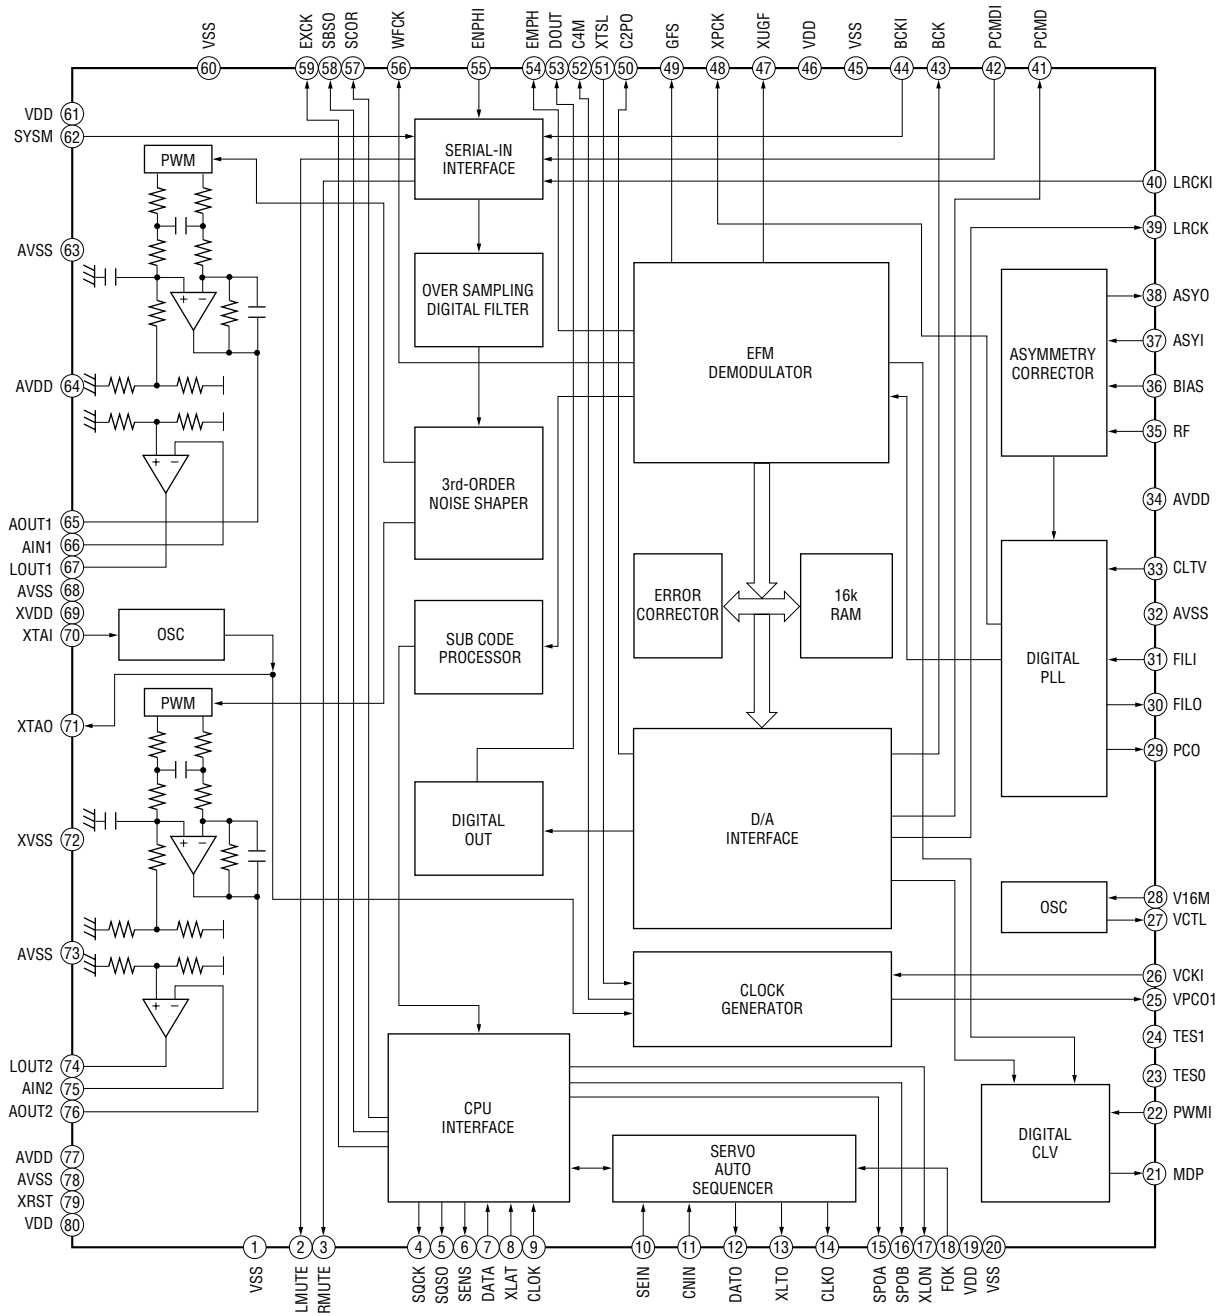 60 VSS
59 EXCK
58 SBSO
57 SCOR
56 WFCK
55 ENPHI
54 EMPH
53 DOUT
52 C4M
51 XTSL
50 C2PO
49 GFS
48 XPCK
47 XUGF
46 VDD
45 VSS
44 BCKI
43 BCK
42 PCMDI
41 PCMD
VDD 61
SYSM 62
AVSS 63
AVDD 64
AOUT1 65
AIN1 66
LOUT1 67
AVSS 68
XVDD 69
XTAI 70
XTAO 71
XVSS 72
AVSS 73
LOUT2 74
AIN2 75
AOUT2 76
AVDD 77
AVSS 78
XRST 79
VDD 80
PWM
+ −
+ −
OSC
PWM
+ −
+ −
SERIAL-IN
INTERFACE
OVER SAMPLING
DIGITAL FILTER
3rd-ORDER
NOISE SHAPER
SUB CODE
PROCESSOR
DIGITAL
OUT
CPU
INTERFACE
EFM
DEMODULATOR
ERROR
CORRECTOR
16k
RAM
D/A
INTERFACE
CLOCK
GENERATOR
SERVO
AUTO
SEQUENCER
ASYMMETRY
CORRECTOR
DIGITAL
PLL
OSC
DIGITAL
CLV
40 LRCKI
39 LRCK
38 ASYO
37 ASYI
36 BIAS
35 RF
34 AVDD
33 CLTV
32 AVSS
31 FILI
30 FILO
29 PCO
28 V16M
27 VCTL
26 VCKI
25 VPCO1
24 TES1
23 TES0
22 PWMI
21 MDP
1 VSS
2 LMUTE
3 RMUTE
4 SQCK
5 SQSO
6 SENS
7 DATA
8 XLAT
9 CLOK
10 SEIN
11 CNIN
12 DATO
13 XLTO
14 CLKO
15 SPOA
16 SPOB
17 XLON
18 FOK
19 VDD
20 VSS